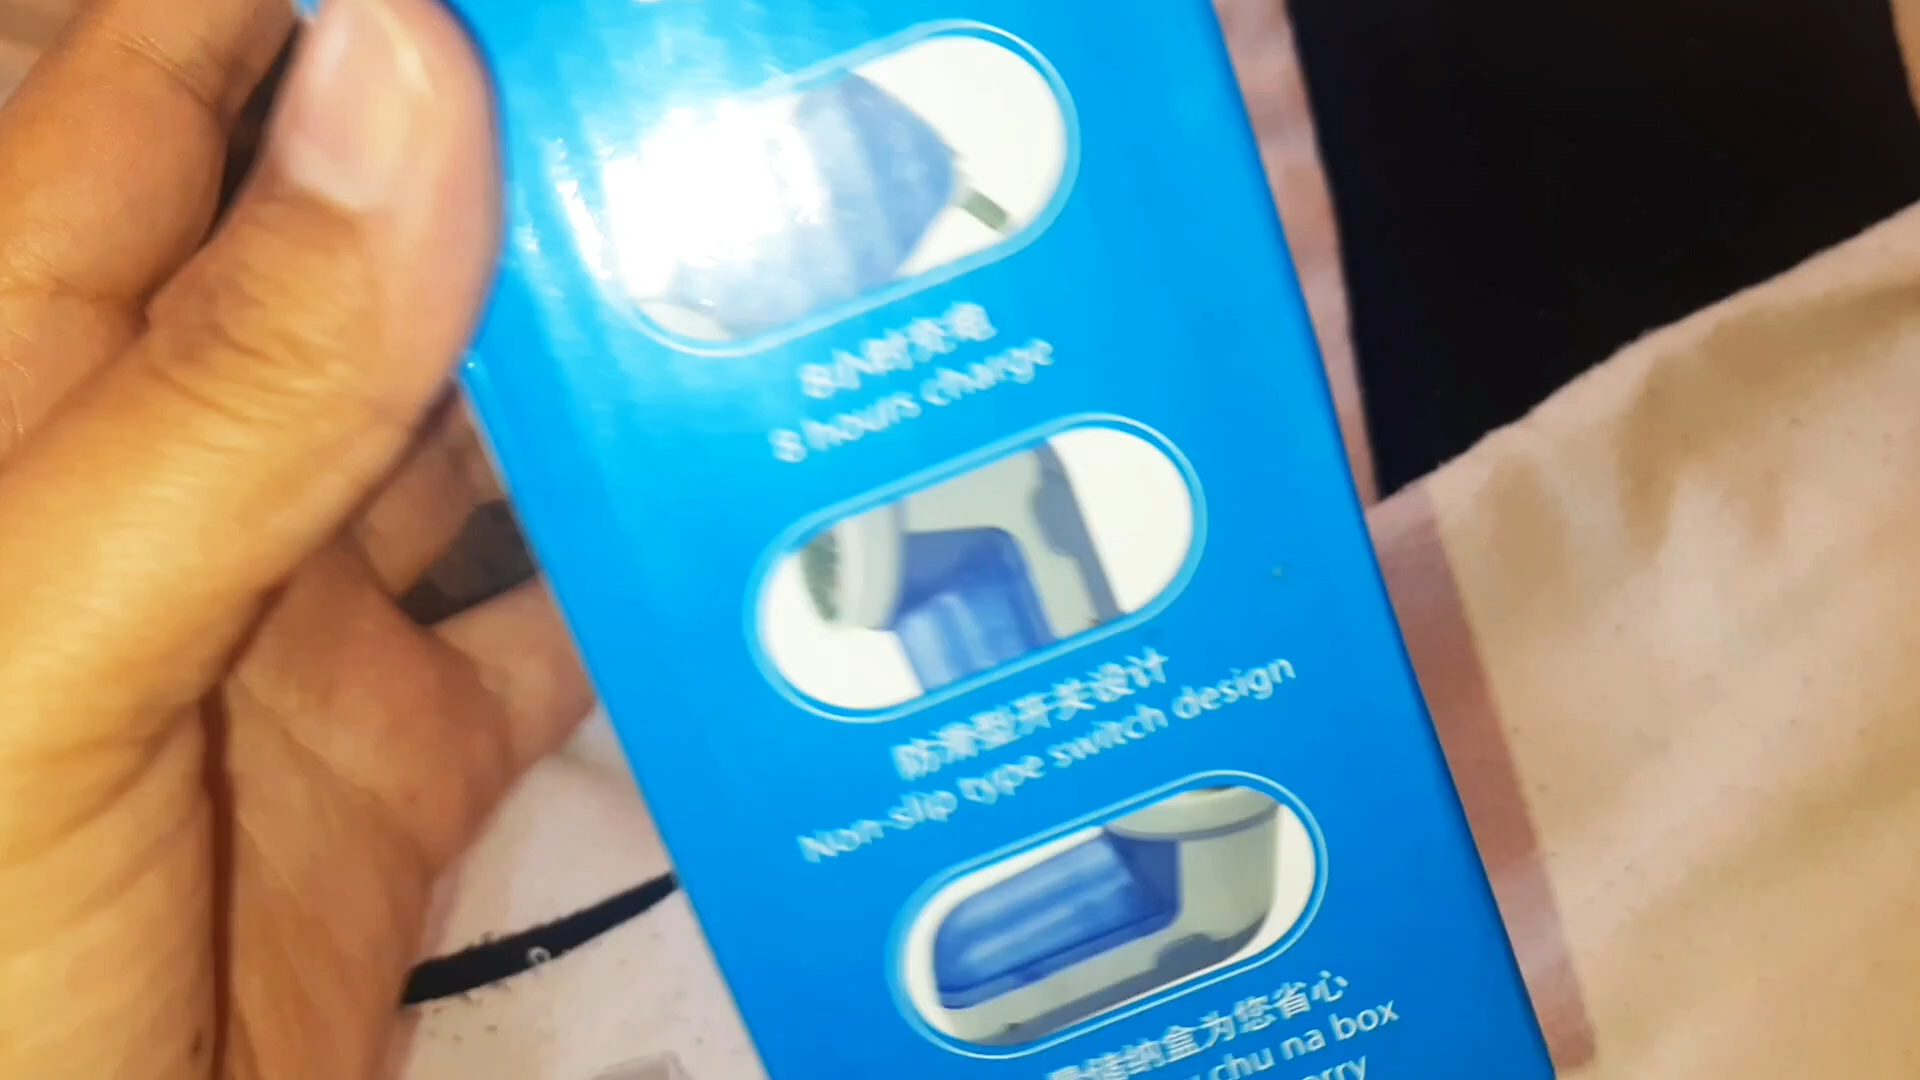 8小时充电
8 hours charge
防滑型开关设计
Non-slip type switch design
储纳盒为您省心
chu na box